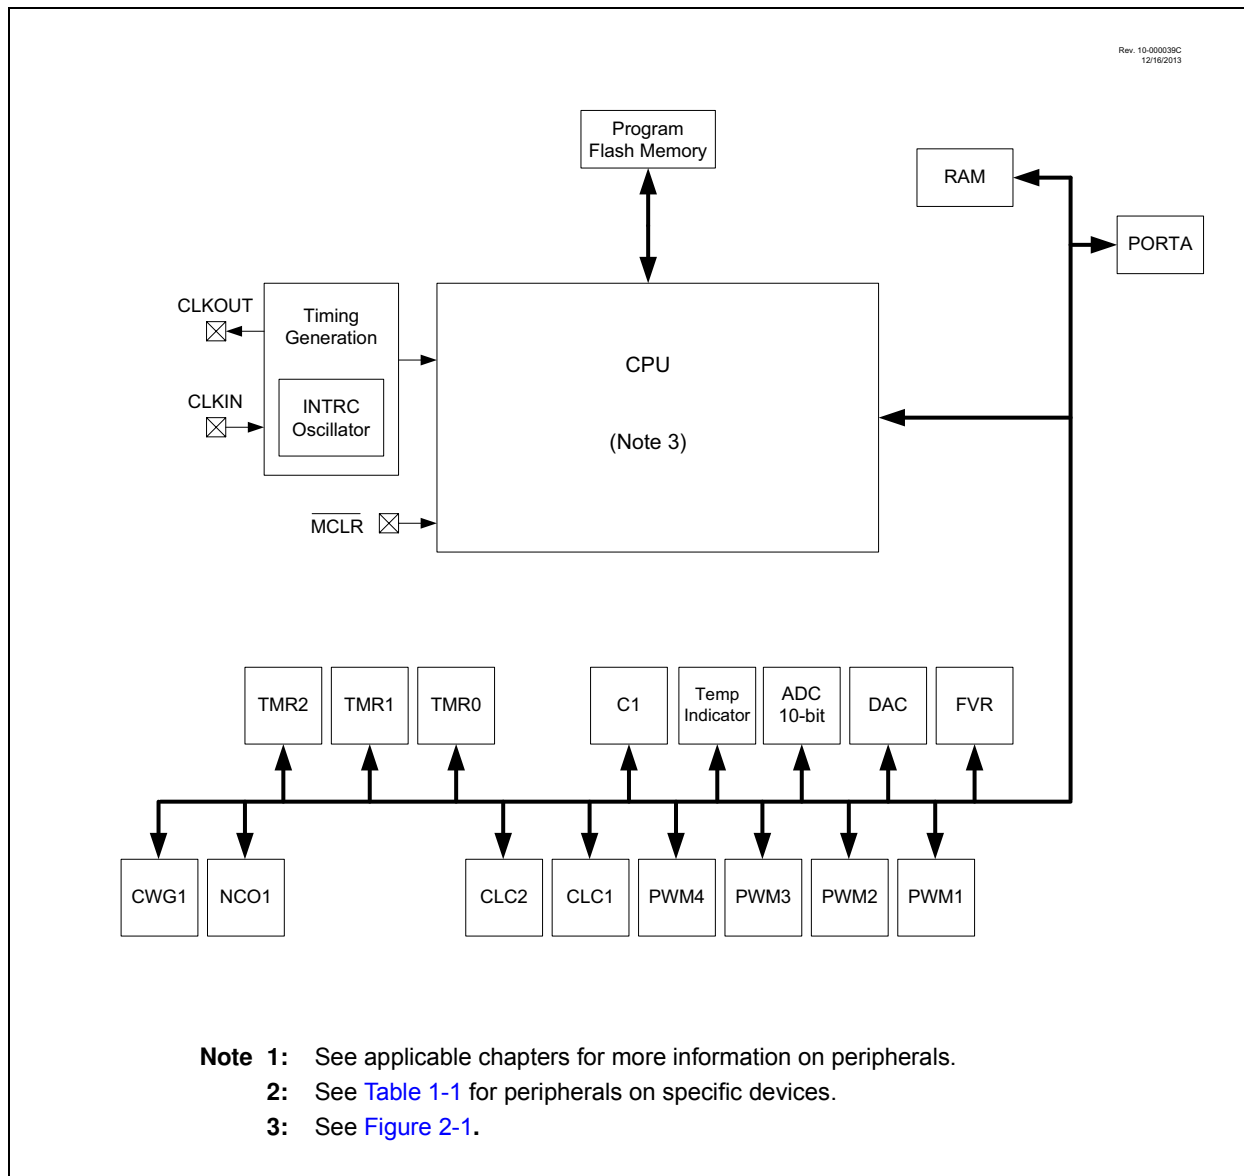 Rev. 10-000039C
12/16/2013
Program
Flash Memory
RAM
PORTA
CLKOUT
Timing
Generation
CPU
CLKIN
INTRC
Oscillator
(Note 3)
MCLR
TMR2
TMR1
TMR0
C1
Temp
Indicator
ADC
10-bit
DAC
FVR
CWG1
NCO1
CLC2
CLC1
PWM4
PWM3
PWM2
PWM1
Note 1: See applicable chapters for more information on peripherals.
2: See Table 1-1 for peripherals on specific devices.
3: See Figure 2-1.